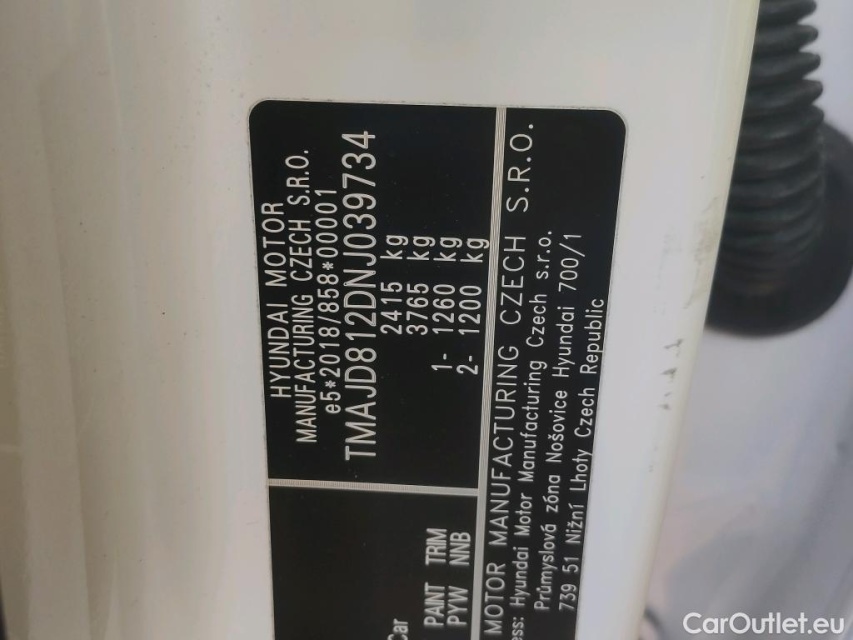 HYUNDAI MOTOR
MANUFACTURING CZECH S.R.O.
e5*2018/858*00001
TMAJD812DNJ039734
2415 kg
3765 kg
1- 1260 kg
2- 1200 kg
Car
PAINT TRIM
PYW NNB
MOTOR MANUFACTURING CZECH S.R.O.
ess: Hyundai Motor Manufacturing Czech s.r.o.
Průmyslová zóna Nošovice Hyundai 700/1
739 51 Nižní Lhoty Czech Republic
CarOutlet.eu